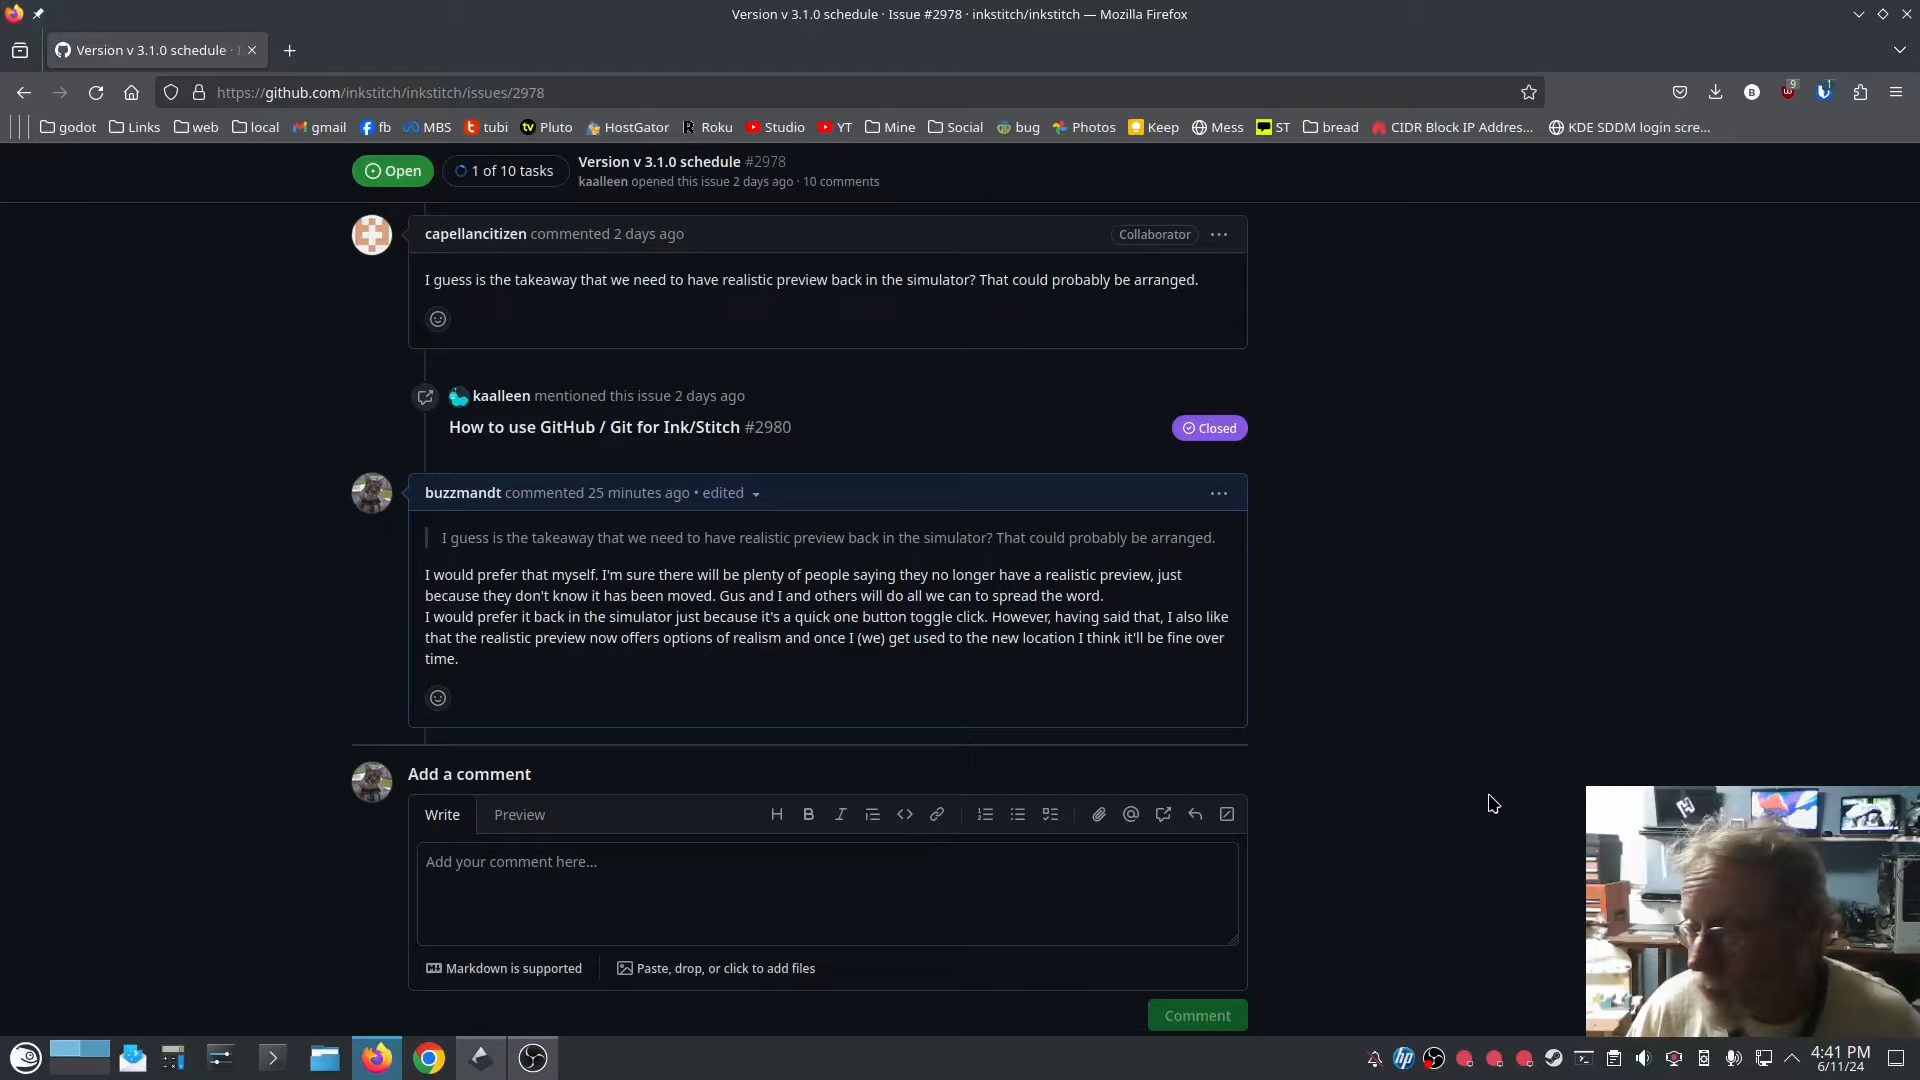 Version v 3.1.0 schedule · Issue #2978 · inkstitch/inkstitch — Mozilla Firefox
Version v 3.1.0 schedule ·
https://github.com/inkstitch/inkstitch/issues/2978
9
1
godot Links web local gmail fb MBS tubi Pluto HostGator Roku Studio YT Mine Social bug Photos Keep Mess ST bread CIDR Block IP Addres... KDE SDDM login scre...
Open
1 of 10 tasks
Version v 3.1.0 schedule #2978
kaalleen opened this issue 2 days ago · 10 comments
capellancitizen commented 2 days ago
Collaborator
I guess is the takeaway that we need to have realistic preview back in the simulator? That could probably be arranged.
kaalleen mentioned this issue 2 days ago
How to use GitHub / Git for Ink/Stitch #2980
Closed
buzzmandt commented 25 minutes ago • edited
I guess is the takeaway that we need to have realistic preview back in the simulator? That could probably be arranged.
I would prefer that myself. I'm sure there will be plenty of people saying they no longer have a realistic preview, just
because they don't know it has been moved. Gus and I and others will do all we can to spread the word.
I would prefer it back in the simulator just because it's a quick one button toggle click. However, having said that, I also like
that the realistic preview now offers options of realism and once I (we) get used to the new location I think it'll be fine over
time.
Add a comment
Write
Preview
Add your comment here...
Markdown is supported
Paste, drop, or click to add files
Comment
4:41 PM
6/11/24